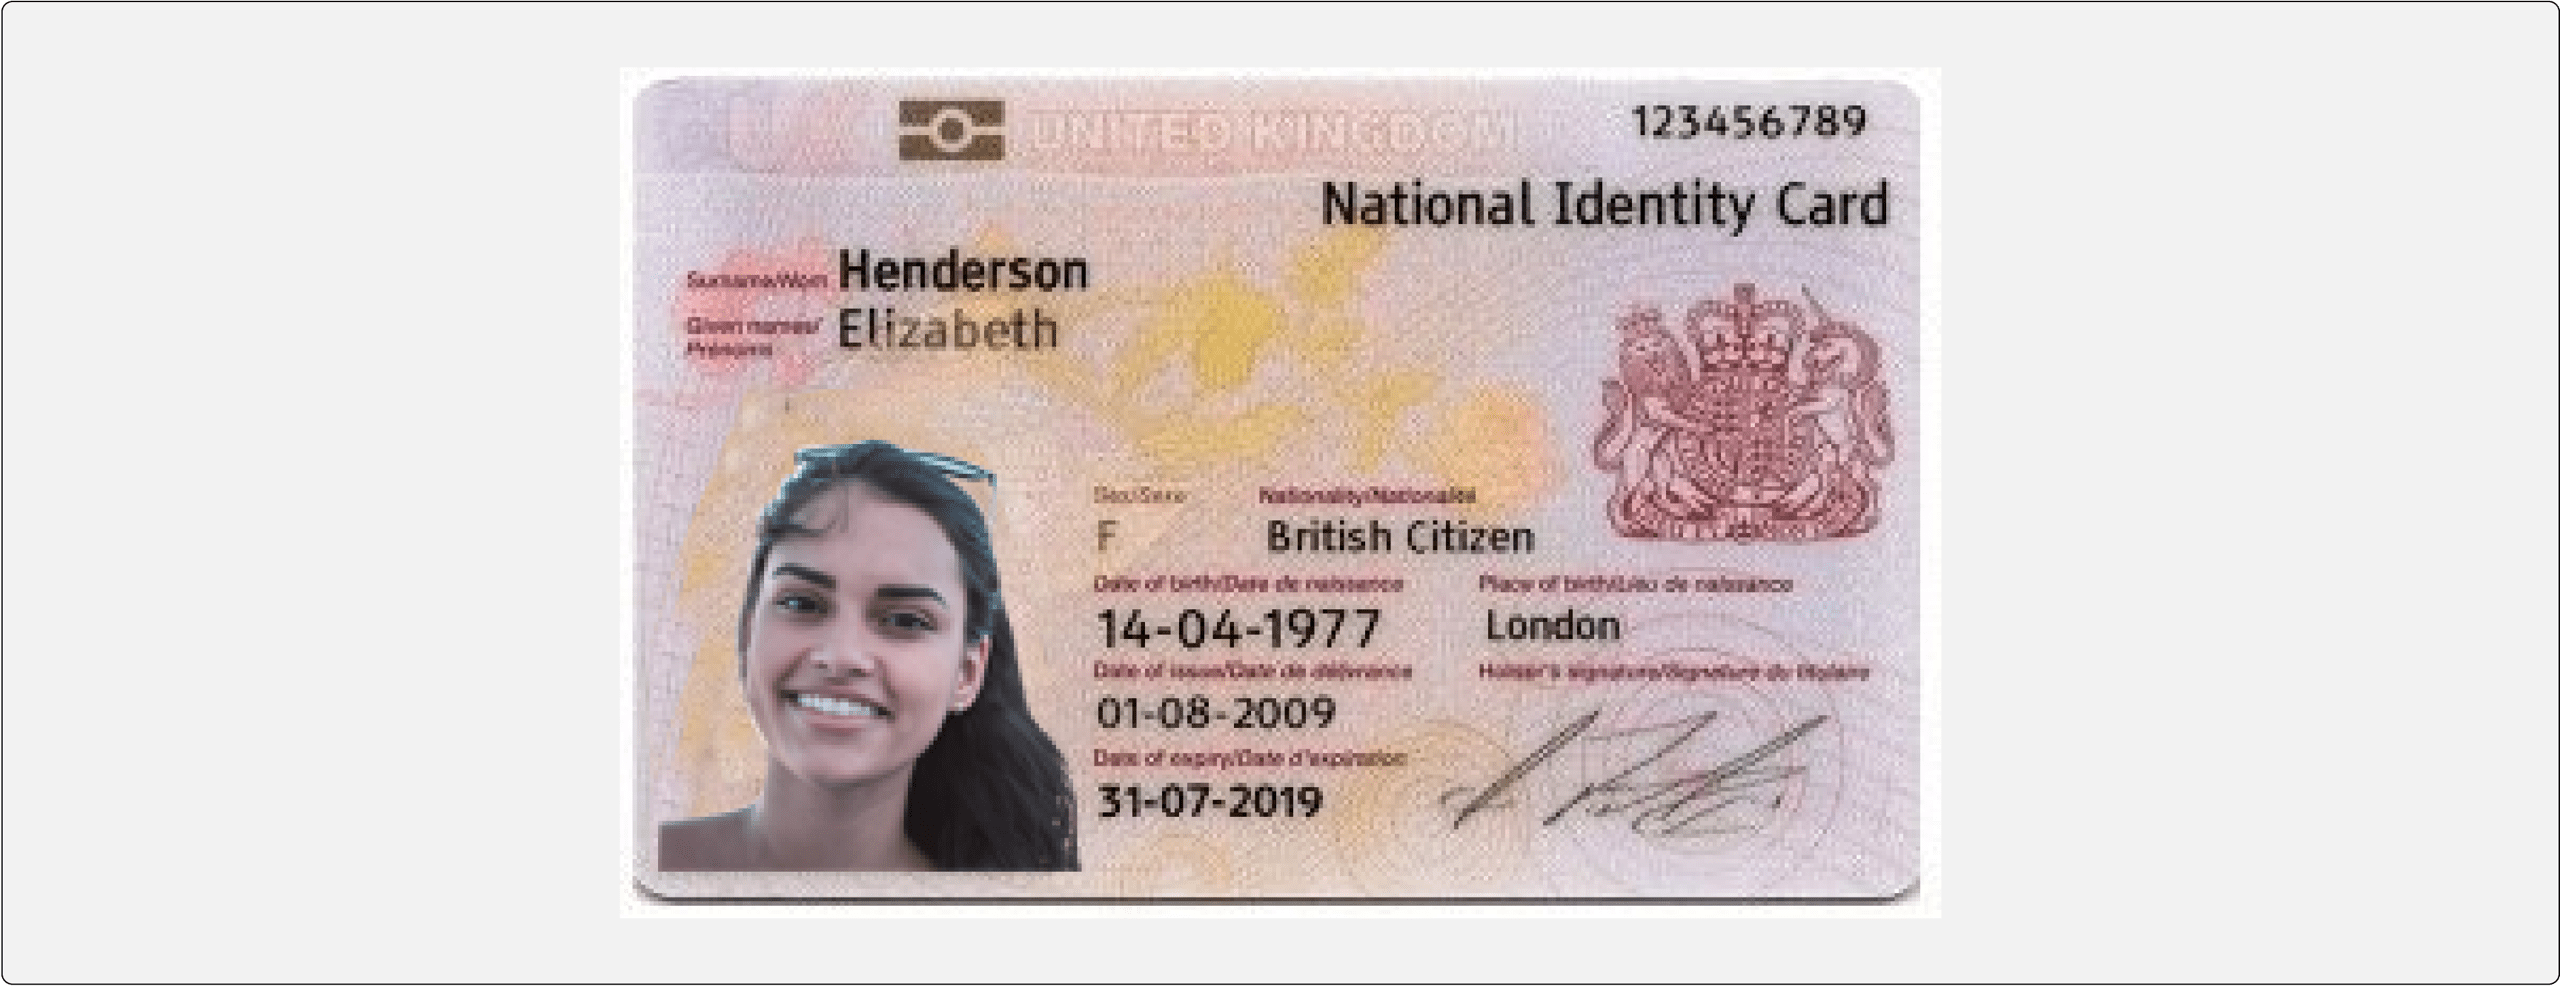 UNITED KINGDOM
123456789
National Identity Card
Surname/Nom Henderson
Given names/ Elizabeth
Prénoms
Sex/Sexe Nationality/Nationalité
F British Citizen
Date of birth/Date de naissance Place of birth/Lieu de naissance
14-04-1977 London
Date of issue/Date de délivrance Holder's signature/Signature du titulaire
01-08-2009
Date of expiry/Date d'expiration
31-07-2019